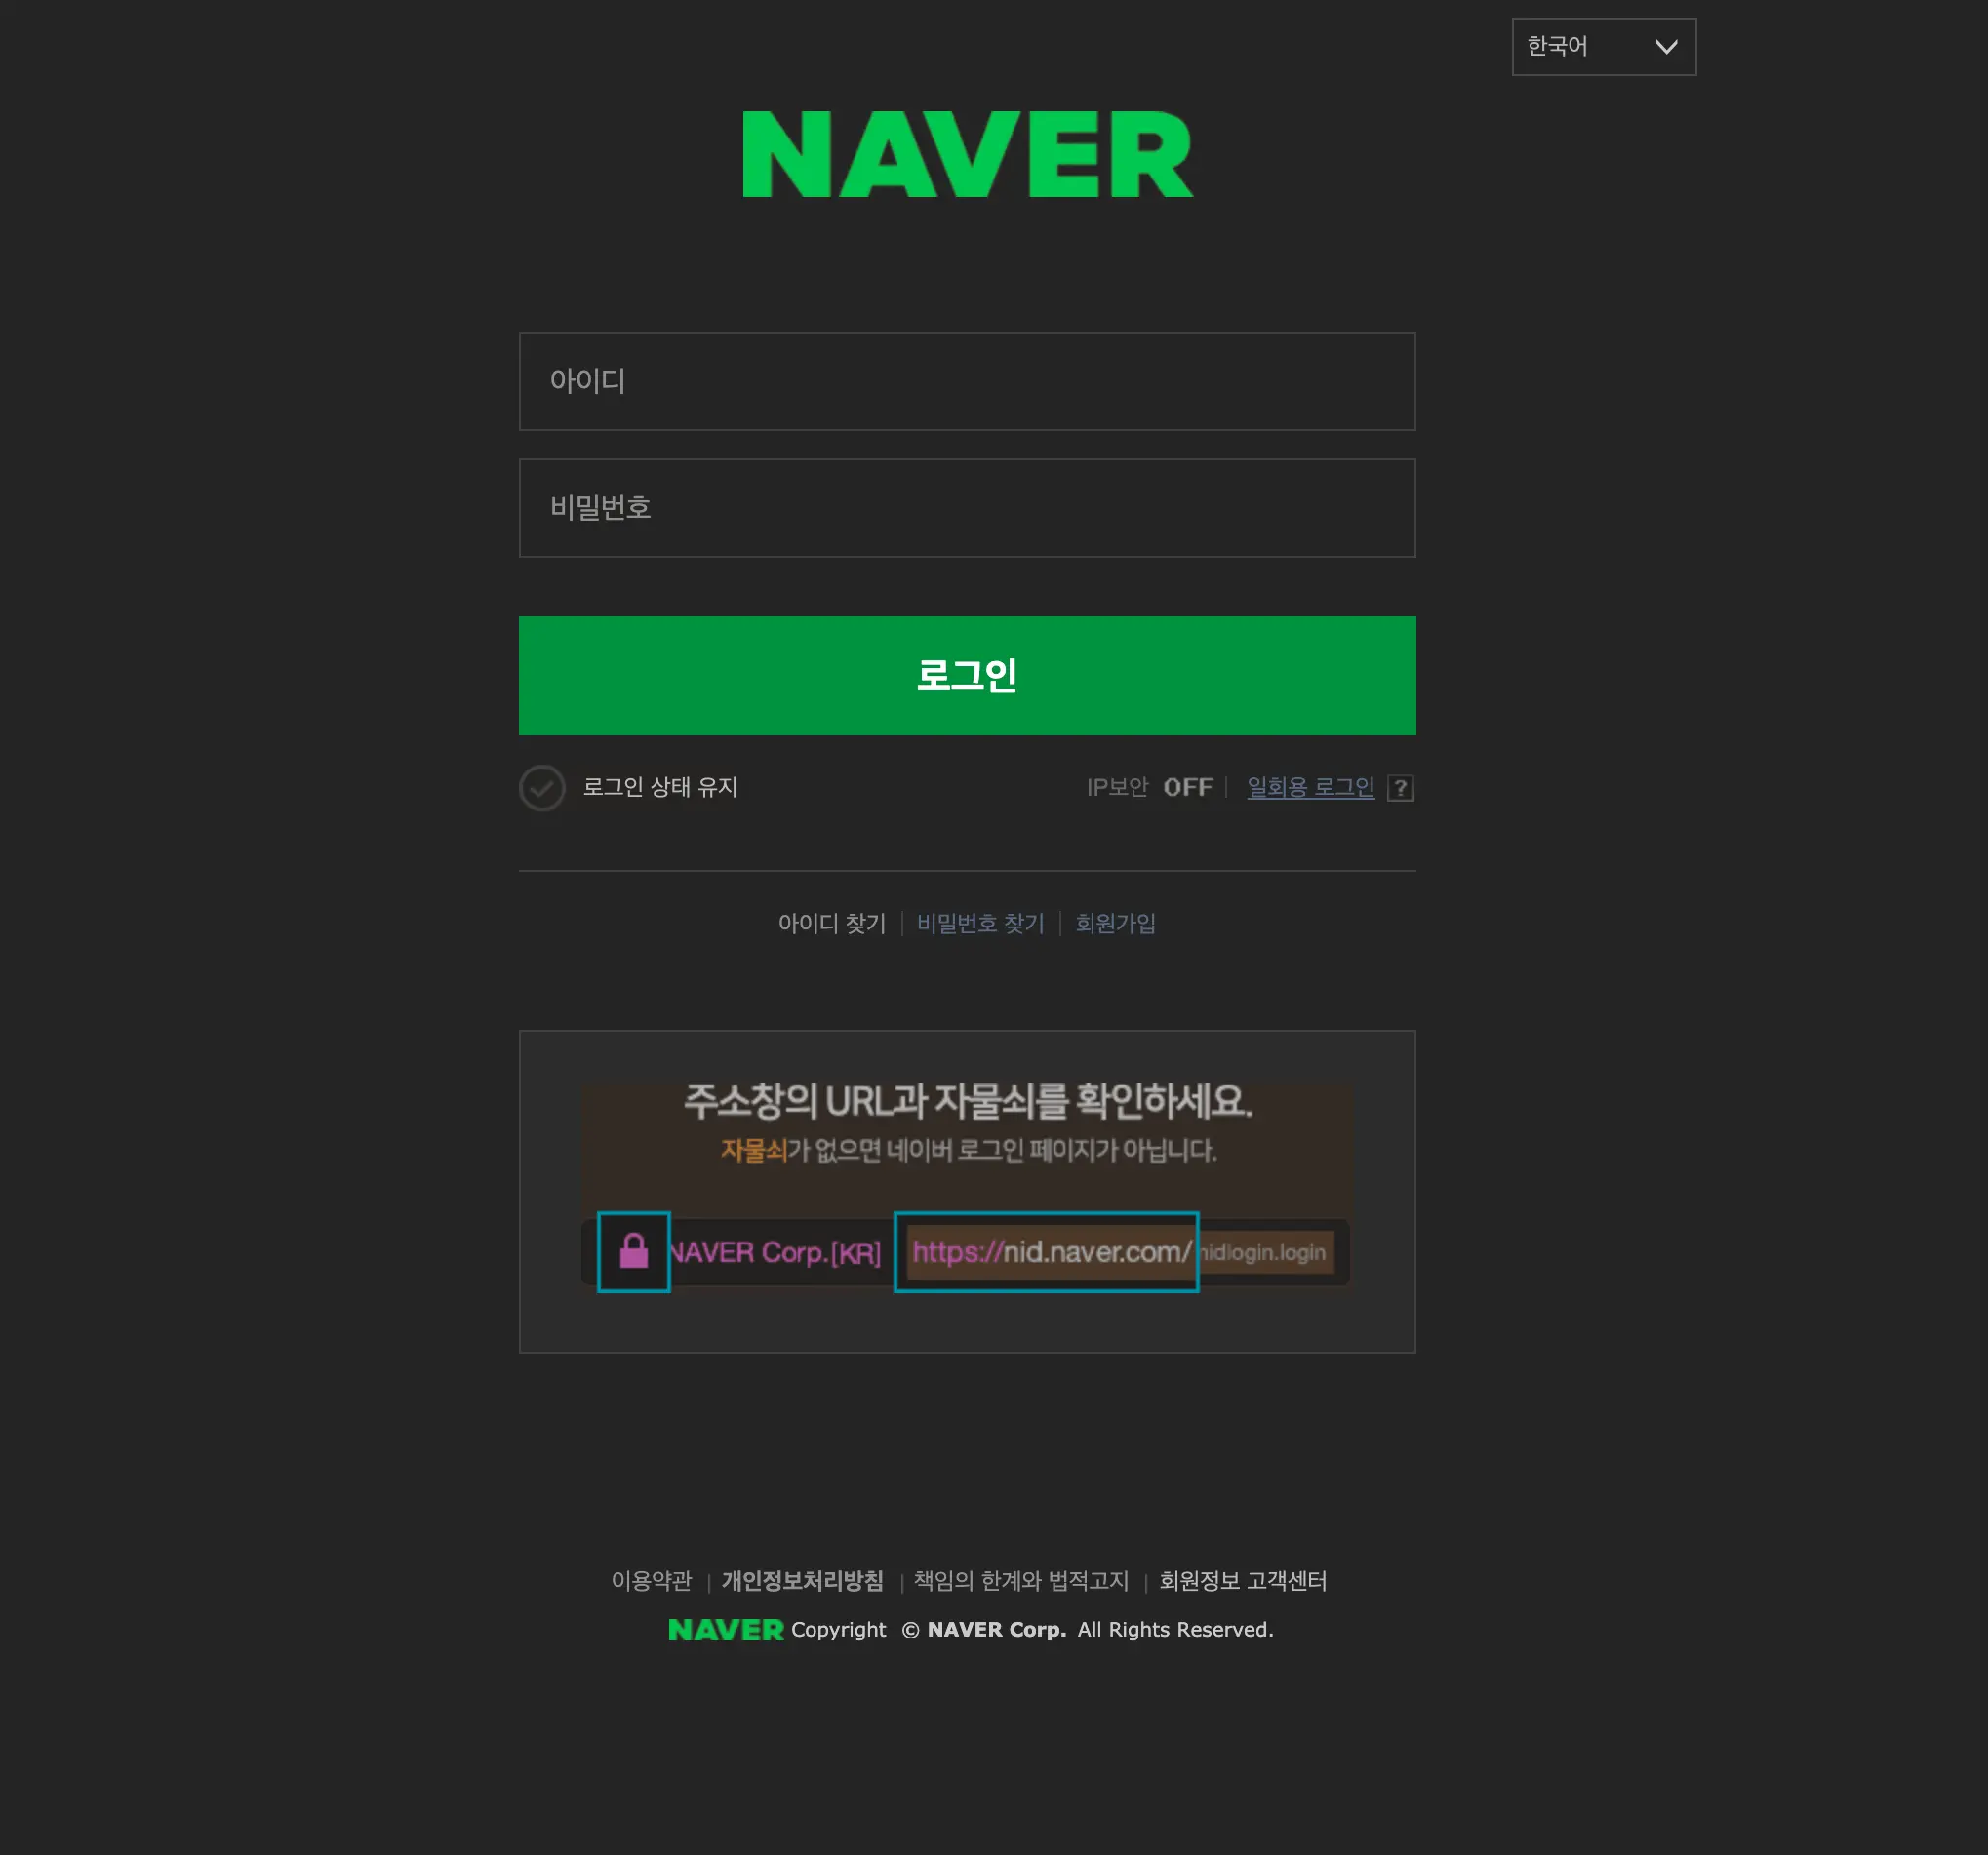 한국어
NAVER
아이디
비밀번호
로그인
로그인 상태 유지 IP보안 OFF 일회용 로그인 ?
아이디 찾기 비밀번호 찾기 회원가입
주소창의 URL과 자물쇠를 확인하세요.
자물쇠가 없으면 네이버 로그인 페이지가 아닙니다.
NAVER Corp.[KR] https://nid.naver.com/nidlogin.login
이용약관 개인정보처리방침 책임의 한계와 법적고지 회원정보 고객센터
NAVER Copyright © NAVER Corp. All Rights Reserved.